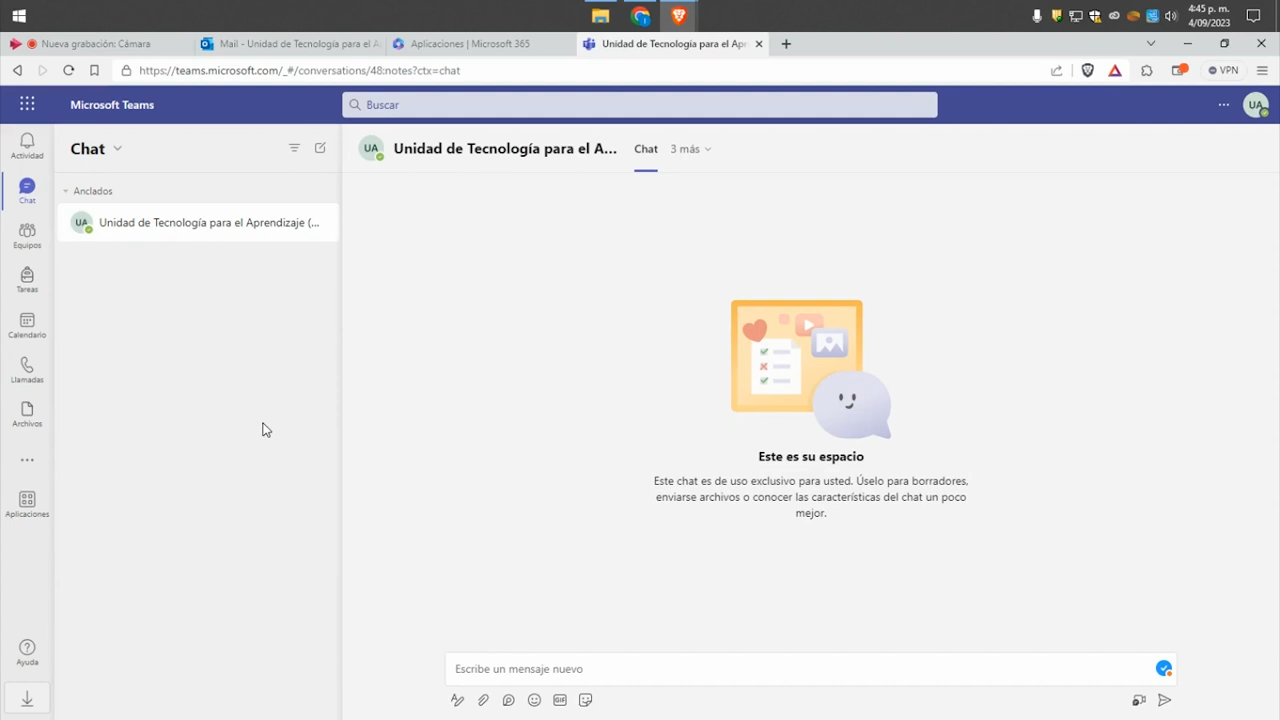 4:45 p. m.
4/09/2023
Nueva grabación: Cámara
Mail - Unidad de Tecnología para el A
Aplicaciones | Microsoft 365
Unidad de Tecnología para el Apr
https://teams.microsoft.com/_#/conversations/48:notes?ctx=chat
VPN
Microsoft Teams
Buscar
UA
Actividad
Chat
Equipos
Tareas
Calendario
Llamadas
Archivos
Aplicaciones
Ayuda
Chat
Anclados
UA Unidad de Tecnología para el Aprendizaje (...
UA Unidad de Tecnología para el A... Chat 3 más
Este es su espacio
Este chat es de uso exclusivo para usted. Úselo para borradores,
enviarse archivos o conocer las características del chat un poco
mejor.
Escribe un mensaje nuevo
GIF